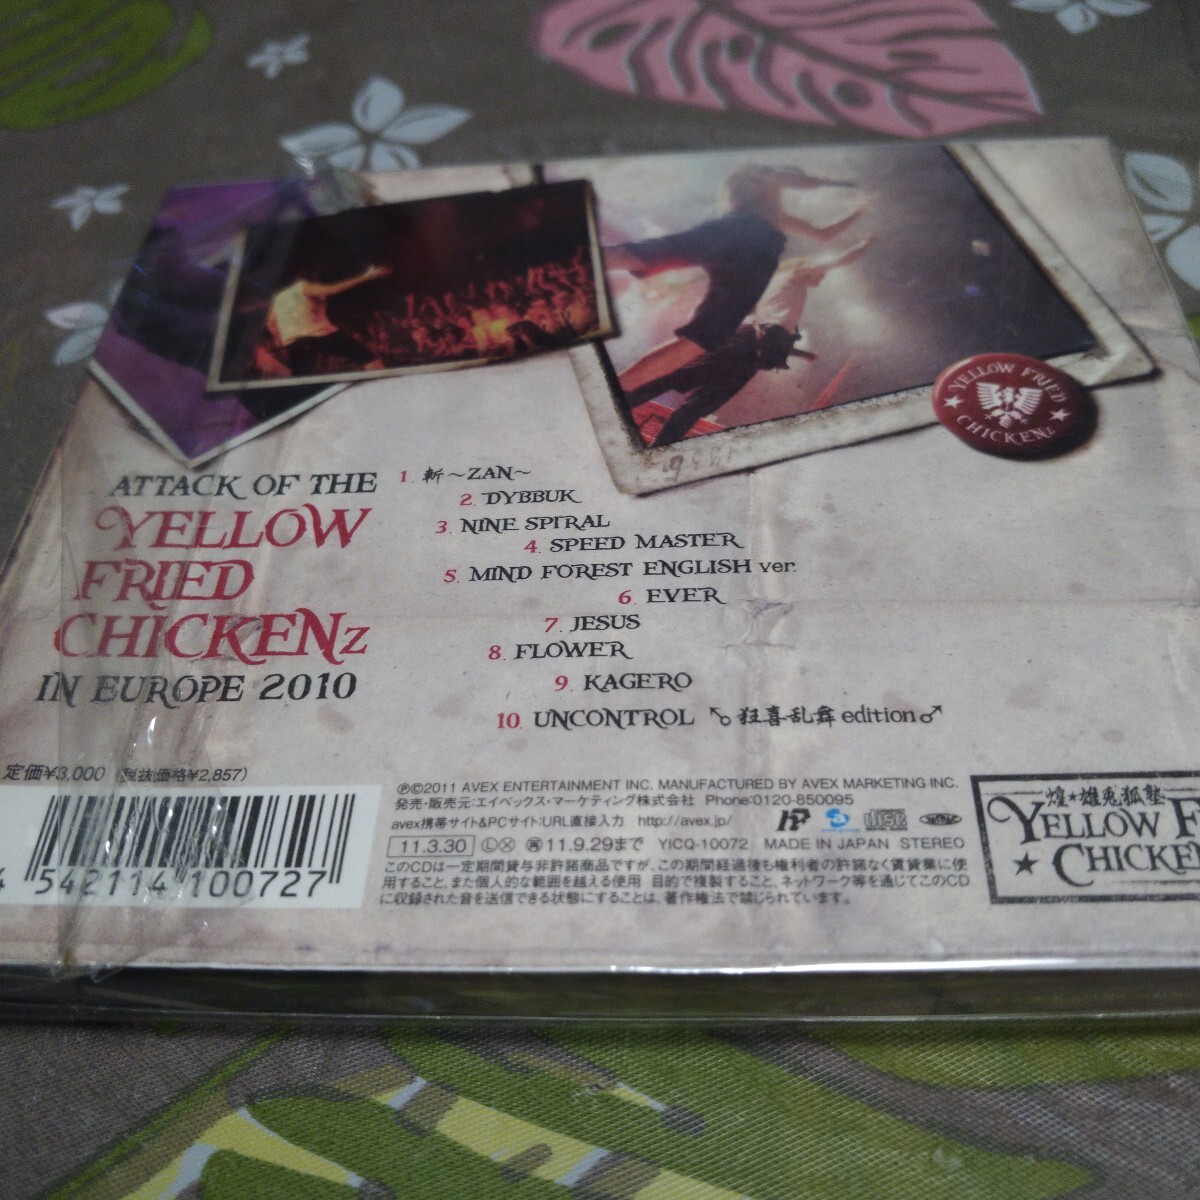 YELLOW FRIED
CHICKENz
ATTACK OF THE
YELLOW
FRIED
CHICKENz
IN EUROPE 2010
1. 斬～ZAN～
2. DYBBUK
3. NINE SPIRAL
4. SPEED MASTER
5. MIND FOREST ENGLISH ver.
6. EVER
7. JESUS
8. FLOWER
9. KAGERO
10. UNCONTROL ♂狂喜乱舞edition♂
定価¥3,000 (税抜価格¥2,857)
4 542114 100727
Ⓟ©2011 AVEX ENTERTAINMENT INC. MANUFACTURED BY AVEX MARKETING INC.
発売・販売元:エイベックス・マーケティング株式会社 Phone:0120-850095
avex携帯サイト&PCサイト:URL直接入力 http://avex.jp/
11.3.30 Ⓛⓧ 11.9.29まで YICQ-10072 MADE IN JAPAN STEREO
このCDは一定期間貸与非許諾商品ですが、この期間経過後も権利者の許諾なく賃貸業に使
用すること、また個人的な範囲を越える使用 目的で複製すること、ネットワーク等を通じてこのCD
に収録された音を送信できる状態にすることは、著作権法で禁じられています。
煌★雄兎狐塾
YELLOW F
★ CHICKEN